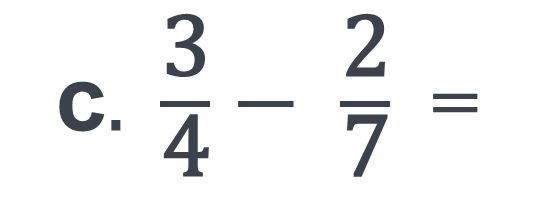 c. 3/4 − 2/7 =